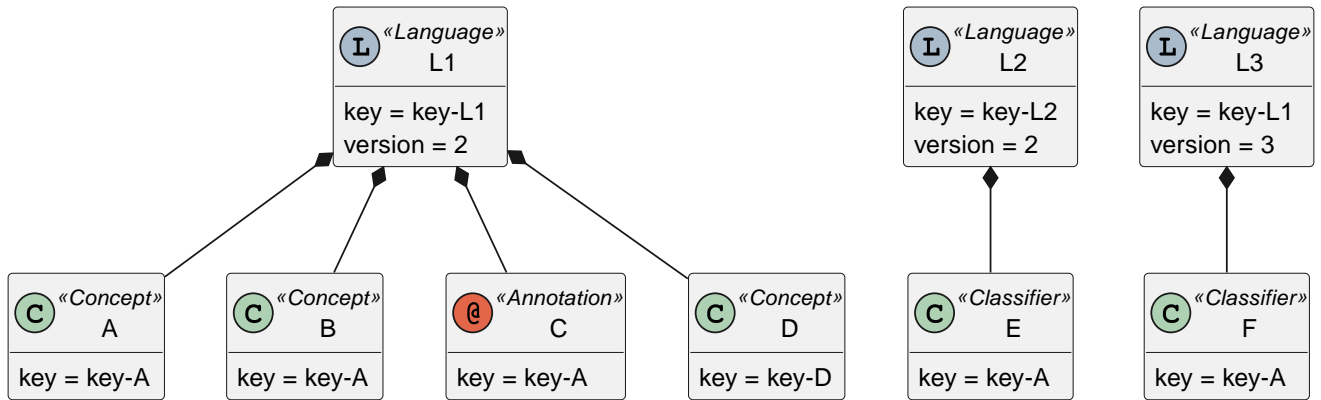 L «Language»
L1
key = key-L1
version = 2
L «Language»
L2
key = key-L2
version = 2
L «Language»
L3
key = key-L1
version = 3
C «Concept»
A
key = key-A
C «Concept»
B
key = key-A
@ «Annotation»
C
key = key-A
C «Concept»
D
key = key-D
C «Classifier»
E
key = key-A
C «Classifier»
F
key = key-A